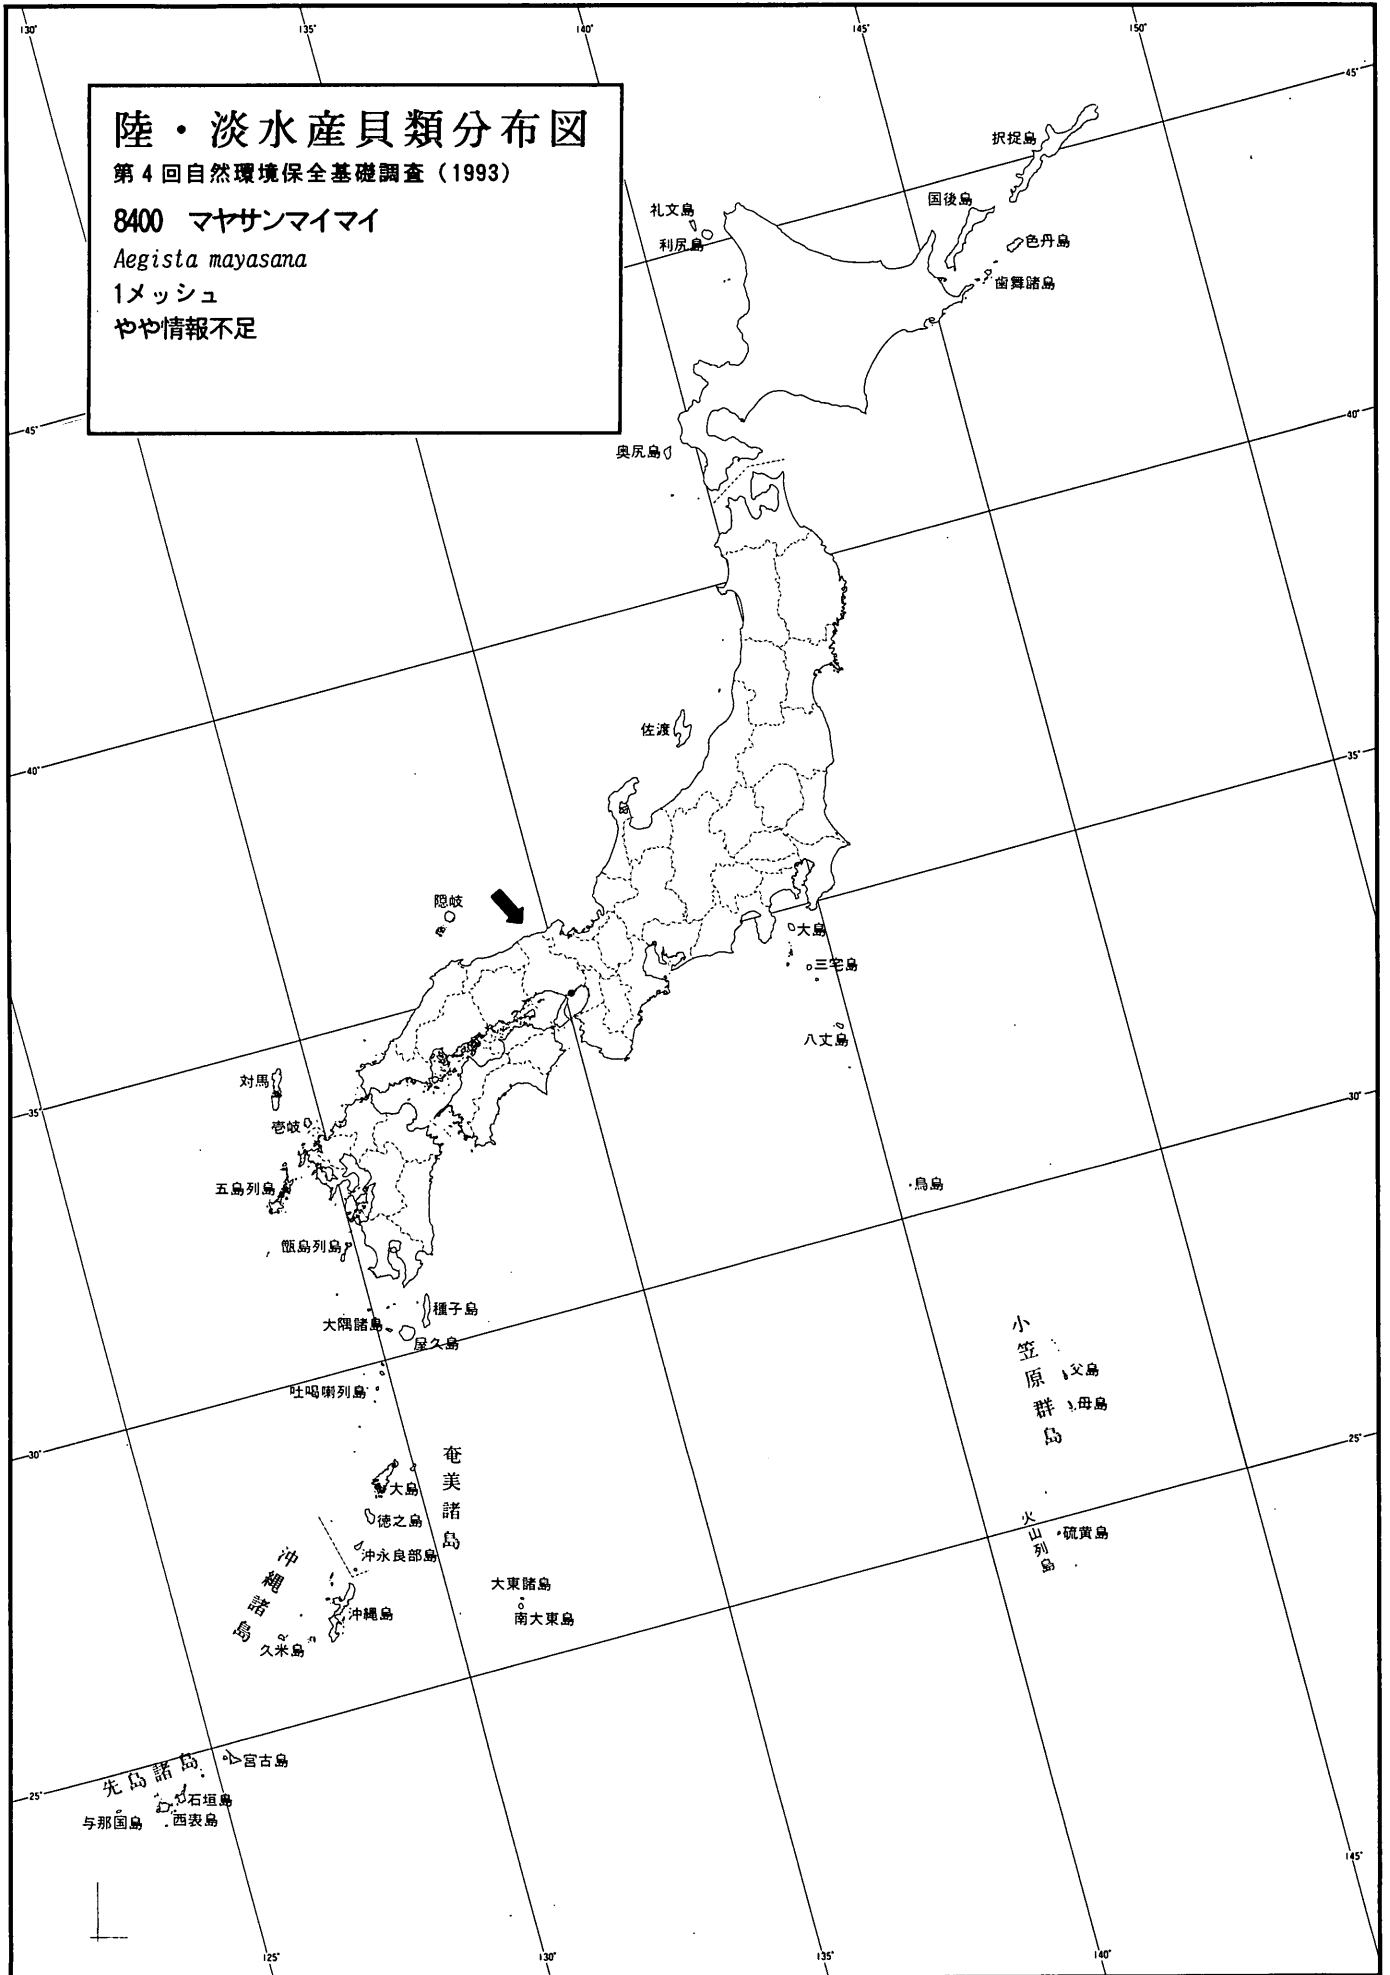 130°
135°
140°
145°
150°
陸・淡水産貝類分布図
第4回自然環境保全基礎調査（1993）
8400 マヤサンマイマイ
Aegista mayasana
1メッシュ
やや情報不足
45°
択捉島
国後島
色丹島
歯舞諸島
礼文島
利尻島
奥尻島
45°
40°
佐渡
40°
35°
隠岐
大島
三宅島
八丈島
対馬
壱岐
五島列島
甑島列島
35°
30°
鳥島
種子島
大隅諸島
屋久島
吐噶喇列島
小笠原群島
父島
母島
30°
25°
奄美諸島
大島
徳之島
沖永良部島
火山列島
硫黄島
沖縄諸島
沖縄島
久米島
大東諸島
南大東島
先島諸島
宮古島
石垣島
西表島
与那国島
25°
145°
125°
130°
135°
140°